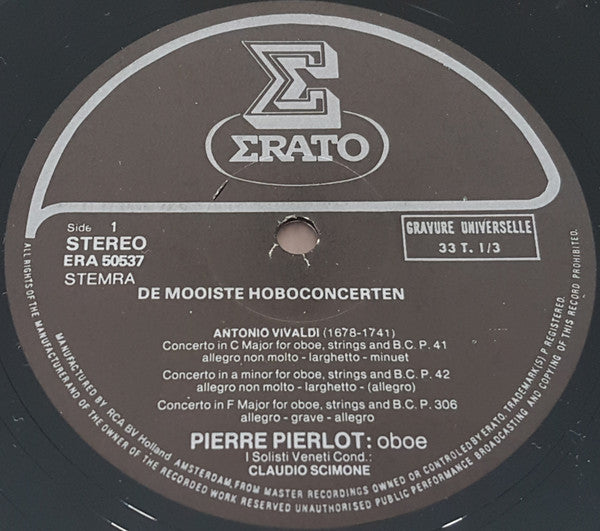 Σ
ΣRATO
Side 1
STEREO
ERA 50537
STEMRA
GRAVURE UNIVERSELLE
33 T. 1/3
DE MOOISTE HOBOCONCERTEN
ANTONIO VIVALDI (1678-1741)
Concerto in C Major for oboe, strings and B.C. P. 41
allegro non molto - larghetto - minuet
Concerto in a minor for oboe, strings and B.C. P. 42
allegro non molto - larghetto - (allegro)
Concerto in F Major for oboe, strings and B.C. P. 306
allegro - grave - allegro
PIERRE PIERLOT: oboe
I Solisti Veneti Cond.:
CLAUDIO SCIMONE
MANUFACTURED BY RCA BV Holland AMSTERDAM, FROM MASTER RECORDINGS OWNED OR CONTROLED BY ERATO, TRADEMARK(S), P REGISTERED.
ALL RIGHTS OF THE MANUFACTURER AND OF THE OWNER OF THE RECORDED WORK RESERVED UNAUTHORISED PUBLIC PERFORMANCE BROADCASTING AND COPYING OF THIS RECORD PROHIBITED.